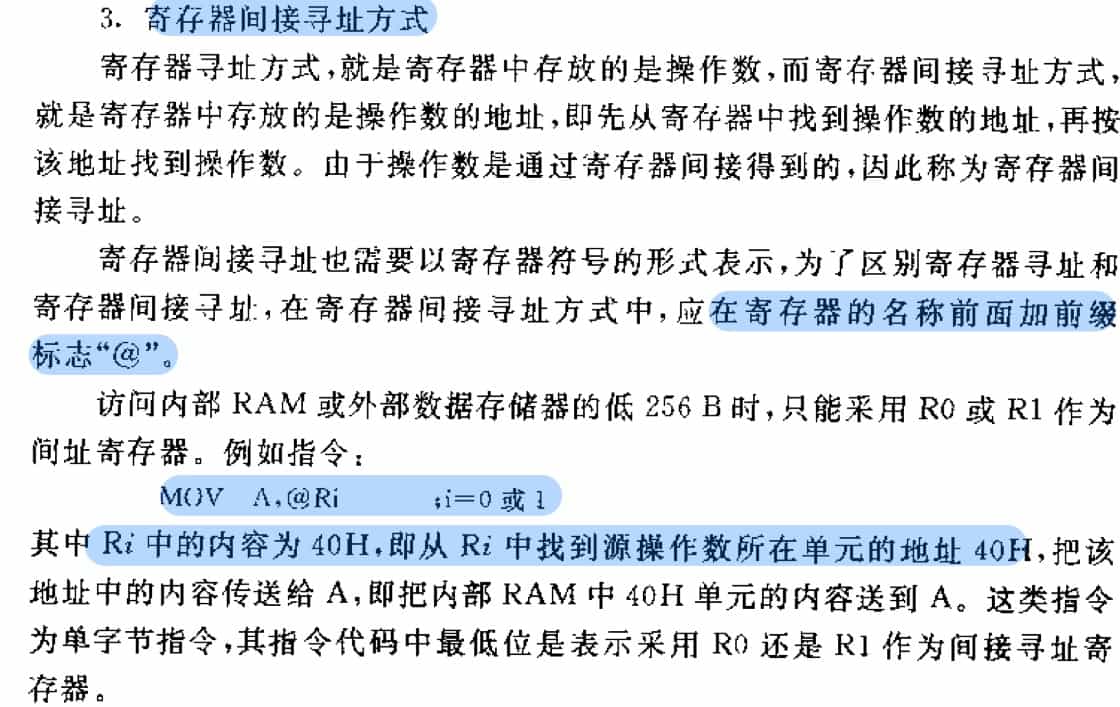 3. 寄存器间接寻址方式
寄存器寻址方式,就是寄存器中存放的是操作数,而寄存器间接寻址方式,
就是寄存器中存放的是操作数的地址,即先从寄存器中找到操作数的地址,再按
该地址找到操作数。由于操作数是通过寄存器间接得到的,因此称为寄存器间
接寻址。
寄存器间接寻址也需要以寄存器符号的形式表示,为了区别寄存器寻址和
寄存器间接寻址,在寄存器间接寻址方式中,应在寄存器的名称前面加前缀
标志“@”。
访问内部 RAM 或外部数据存储器的低 256 B 时,只能采用 R0 或 R1 作为
间址寄存器。例如指令:
MOV A,@Ri ;i=0 或 1
其中 Ri 中的内容为 40H,即从 Ri 中找到源操作数所在单元的地址 40H,把该
地址中的内容传送给 A,即把内部 RAM 中 40H 单元的内容送到 A。这类指令
为单字节指令,其指令代码中最低位是表示采用 R0 还是 R1 作为间接寻址寄
存器。